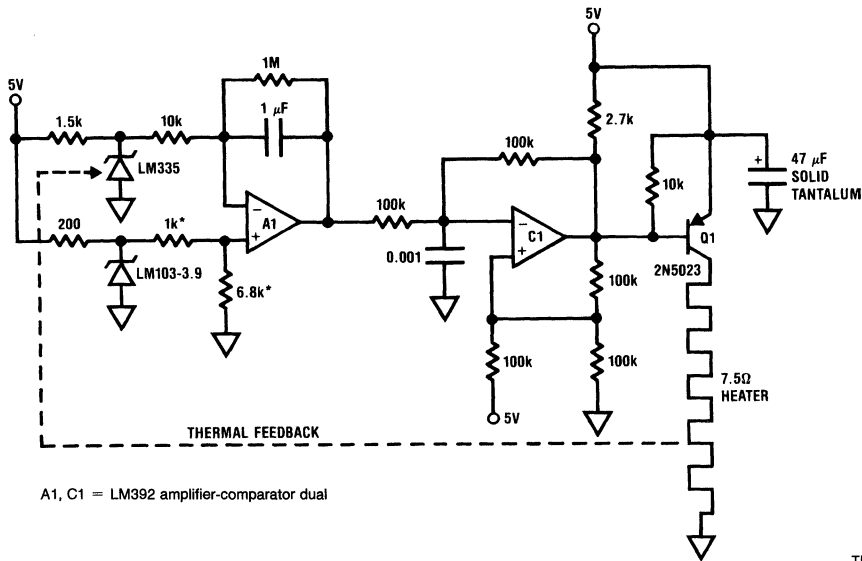 5V
1M
5V
1.5k
10k
1 μF
2.7k
100k
LM335
10k
+
47 μF
SOLID
TANTALUM
−
A1
+
100k
200
1k*
−
C1
+
Q1
LM103-3.9
0.001
2N5023
6.8k*
100k
100k
100k
7.5Ω
HEATER
5V
THERMAL FEEDBACK
A1, C1 = LM392 amplifier-comparator dual